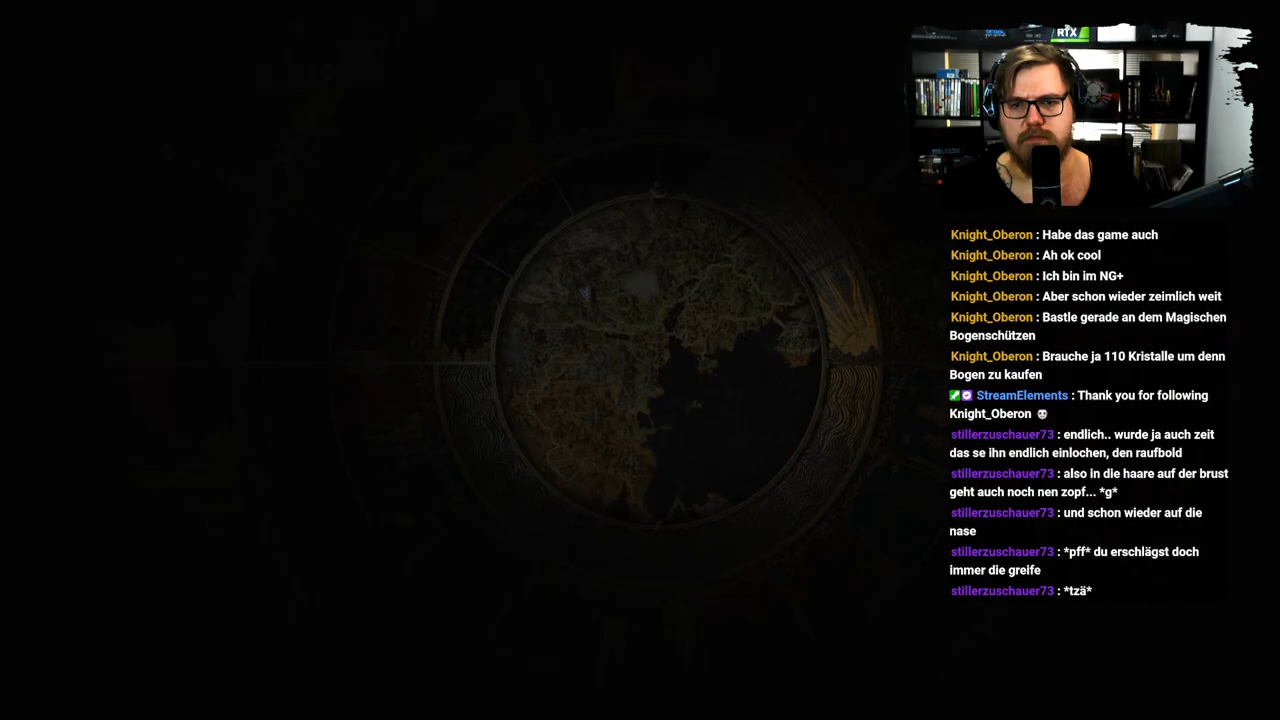 RTX
Knight_Oberon : Habe das game auch
Knight_Oberon : Ah ok cool
Knight_Oberon : Ich bin im NG+
Knight_Oberon : Aber schon wieder zeimlich weit
Knight_Oberon : Bastle gerade an dem Magischen
Bogenschützen
Knight_Oberon : Brauche ja 110 Kristalle um denn
Bogen zu kaufen
StreamElements : Thank you for following
Knight_Oberon
stillerzuschauer73 : endlich.. wurde ja auch zeit
das se ihn endlich einlochen, den raufbold
stillerzuschauer73 : also in die haare auf der brust
geht auch noch nen zopf... *g*
stillerzuschauer73 : und schon wieder auf die
nase
stillerzuschauer73 : *pff* du erschlägst doch
immer die greife
stillerzuschauer73 : *tzä*